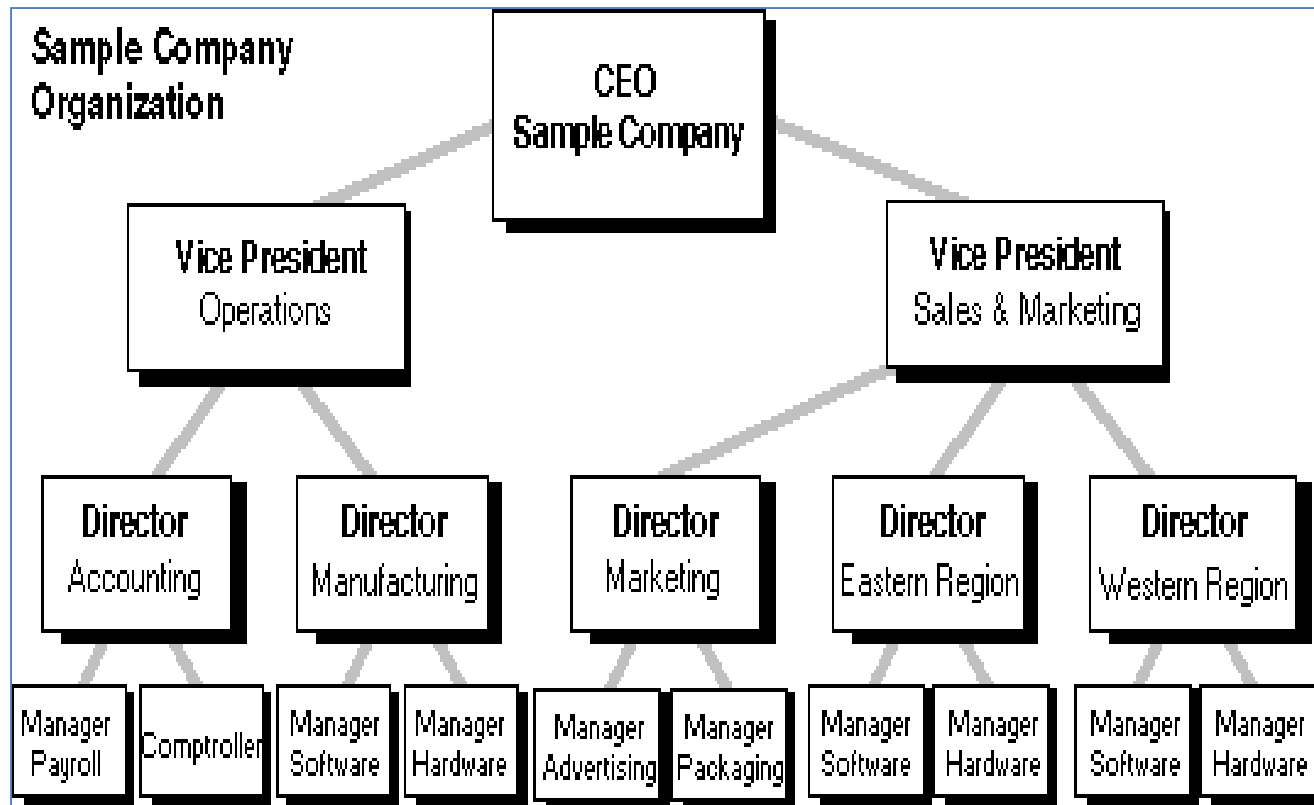 Sample Company
Organization
CEO
Sample Company
Vice President
Operations
Vice President
Sales & Marketing
Director
Accounting
Director
Manufacturing
Director
Marketing
Director
Eastern Region
Director
Western Region
Manager
Payroll
Comptroller
Manager
Software
Manager
Hardware
Manager
Advertising
Manager
Packaging
Manager
Software
Manager
Hardware
Manager
Software
Manager
Hardware